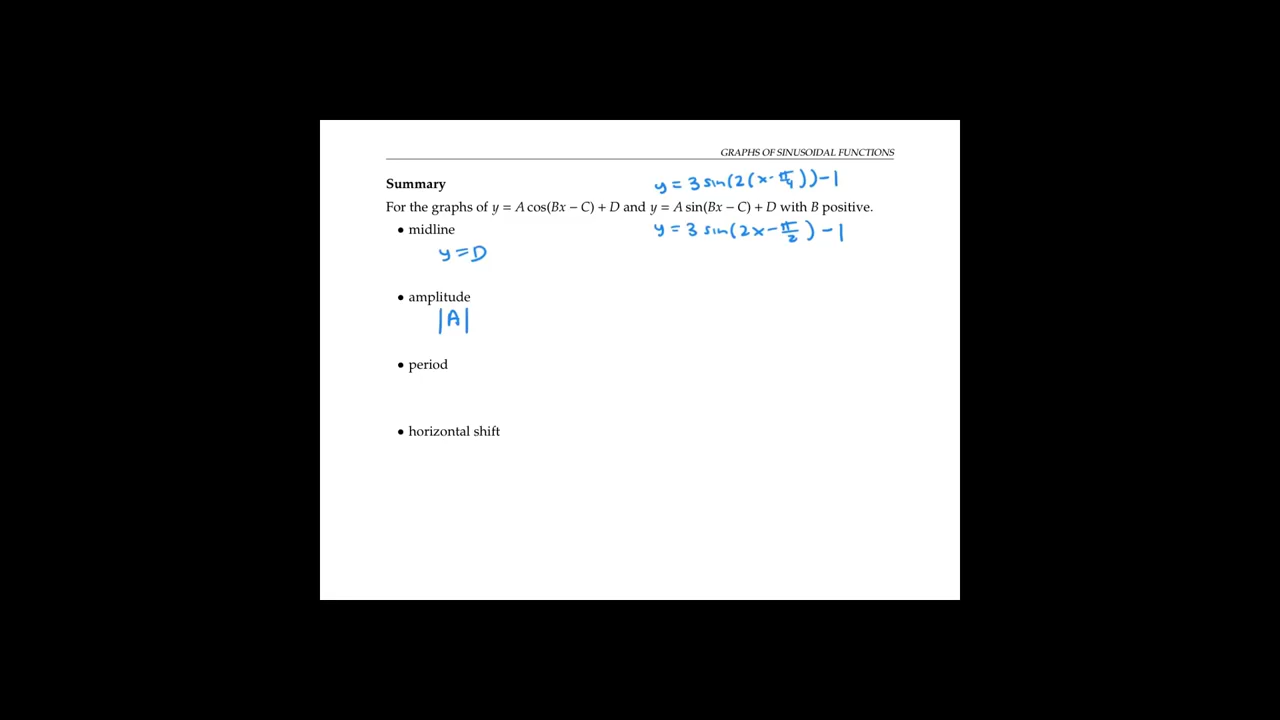 GRAPHS OF SINUSOIDAL FUNCTIONS
Summary
y = 3 sin(2(x-π/4))-1
For the graphs of y = A cos(Bx − C) + D and y = A sin(Bx − C) + D with B positive.
• midline
y = 3 sin(2x-π/2) -1
y = D
• amplitude
|A|
• period
• horizontal shift